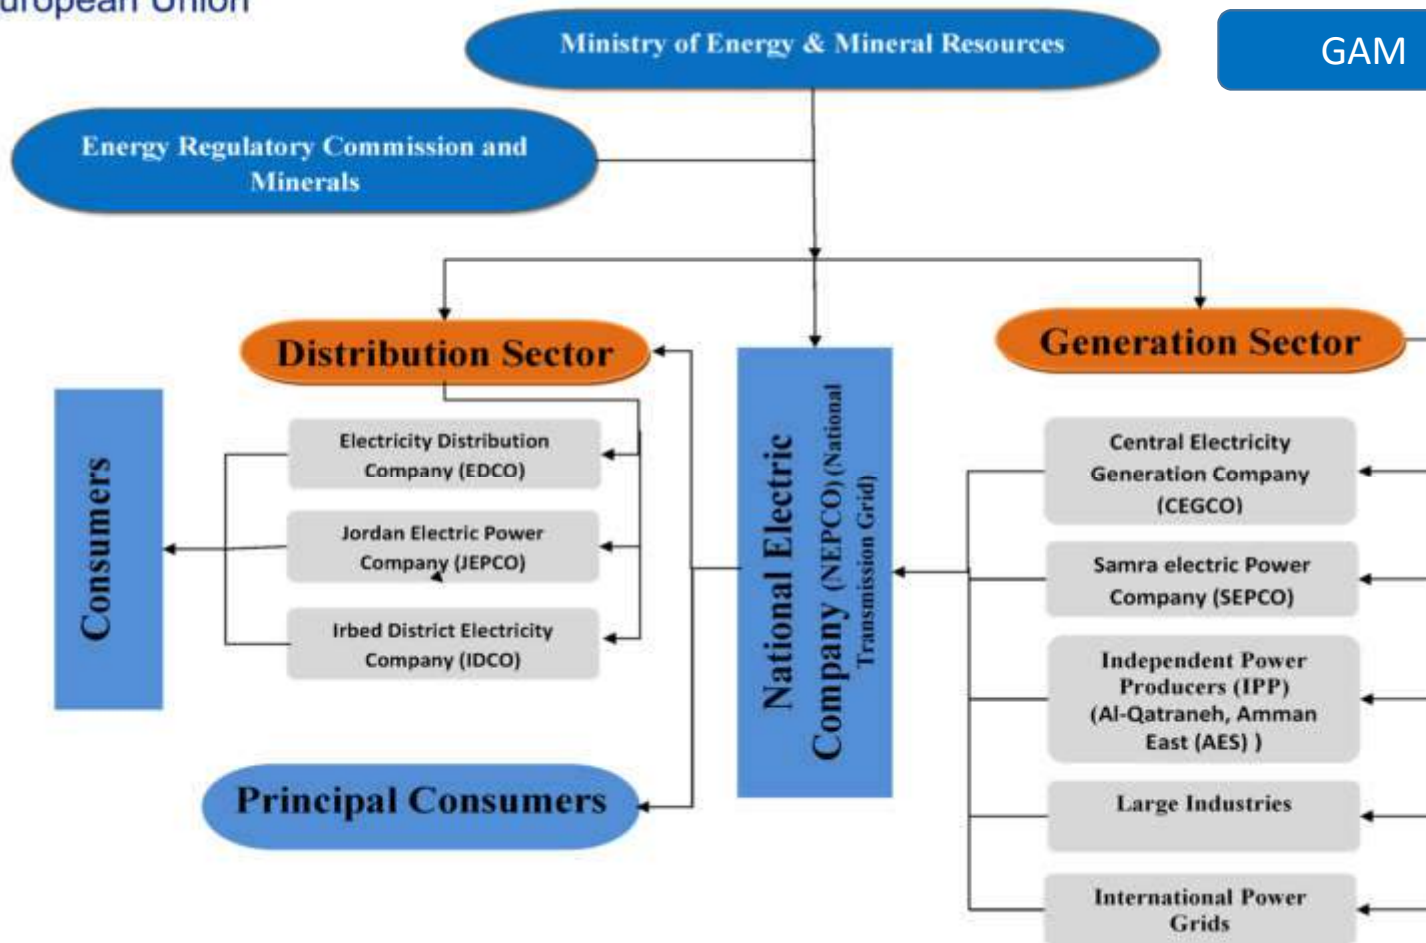 Union
Ministry of Energy & Mineral Resources
GAM
Energy Regulatory Commission and
Minerals
Distribution Sector
Generation Sector
Consumers
Electricity Distribution
Company (EDCO)
Jordan Electric Power
Company (JEPCO)
Irbed District Electricity
Company (IDCO)
Principal Consumers
National Electric
Company (NEPCO) (National
Transmission Grid)
Central Electricity
Generation Company
(CEGCO)
Samra electric Power
Company (SEPCO)
Independent Power
Producers (IPP)
(Al-Qatraneh, Amman
East (AES) )
Large Industries
International Power
Grids